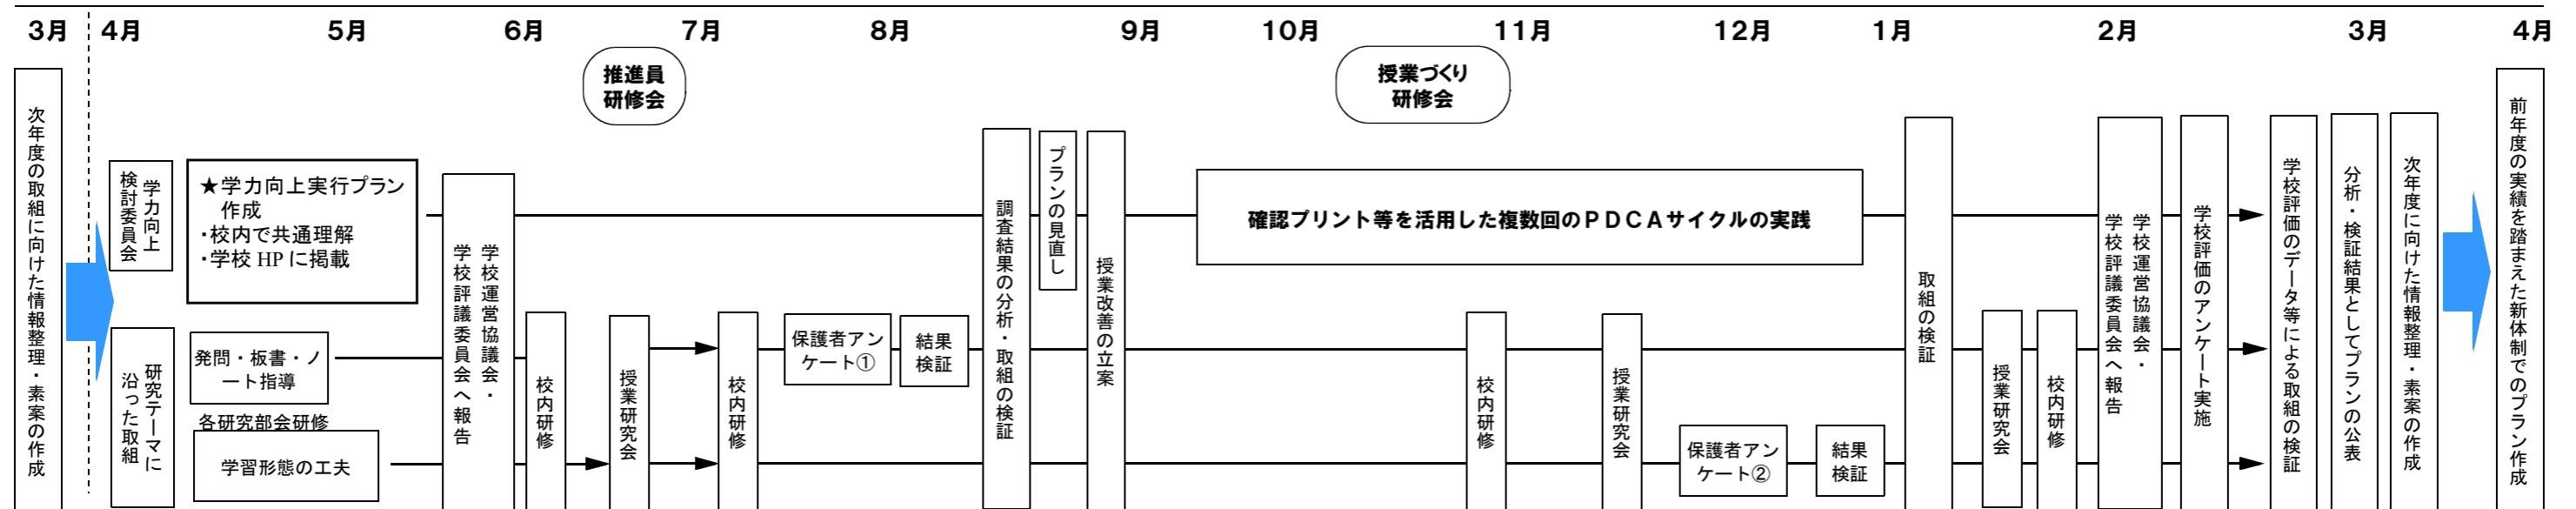 3月 4月 5月 6月 7月 8月 9月 10月 11月 12月 1月 2月 3月 4月
推進員
研修会
授業づくり
研修会
次年度の取組に向けた情報整理・素案の作成
学力向上
検討委員会
★学力向上実行プラン
作成
・校内で共通理解
・学校 HP に掲載
研究テーマに
沿った取組
発問・板書・ノ
ート指導
各研究部会研修
学習形態の工夫
学校運営協議会・
学校評議委員会へ報告
校内研修
授業研究会
校内研修
保護者アン
ケート①
結果
検証
調査結果の分析・取組の検証
プランの見直し
授業改善の立案
確認プリント等を活用した複数回のPDCAサイクルの実践
校内研修
授業研究会
保護者アン
ケート②
結果
検証
取組の検証
授業研究会
校内研修
学校運営協議会・
学校評議委員会へ報告
学校評価のアンケート実施
学校評価のデータ等による取組の検証
分析・検証結果としてプランの公表
次年度に向けた情報整理・素案の作成
前年度の実績を踏まえた新体制でのプラン作成